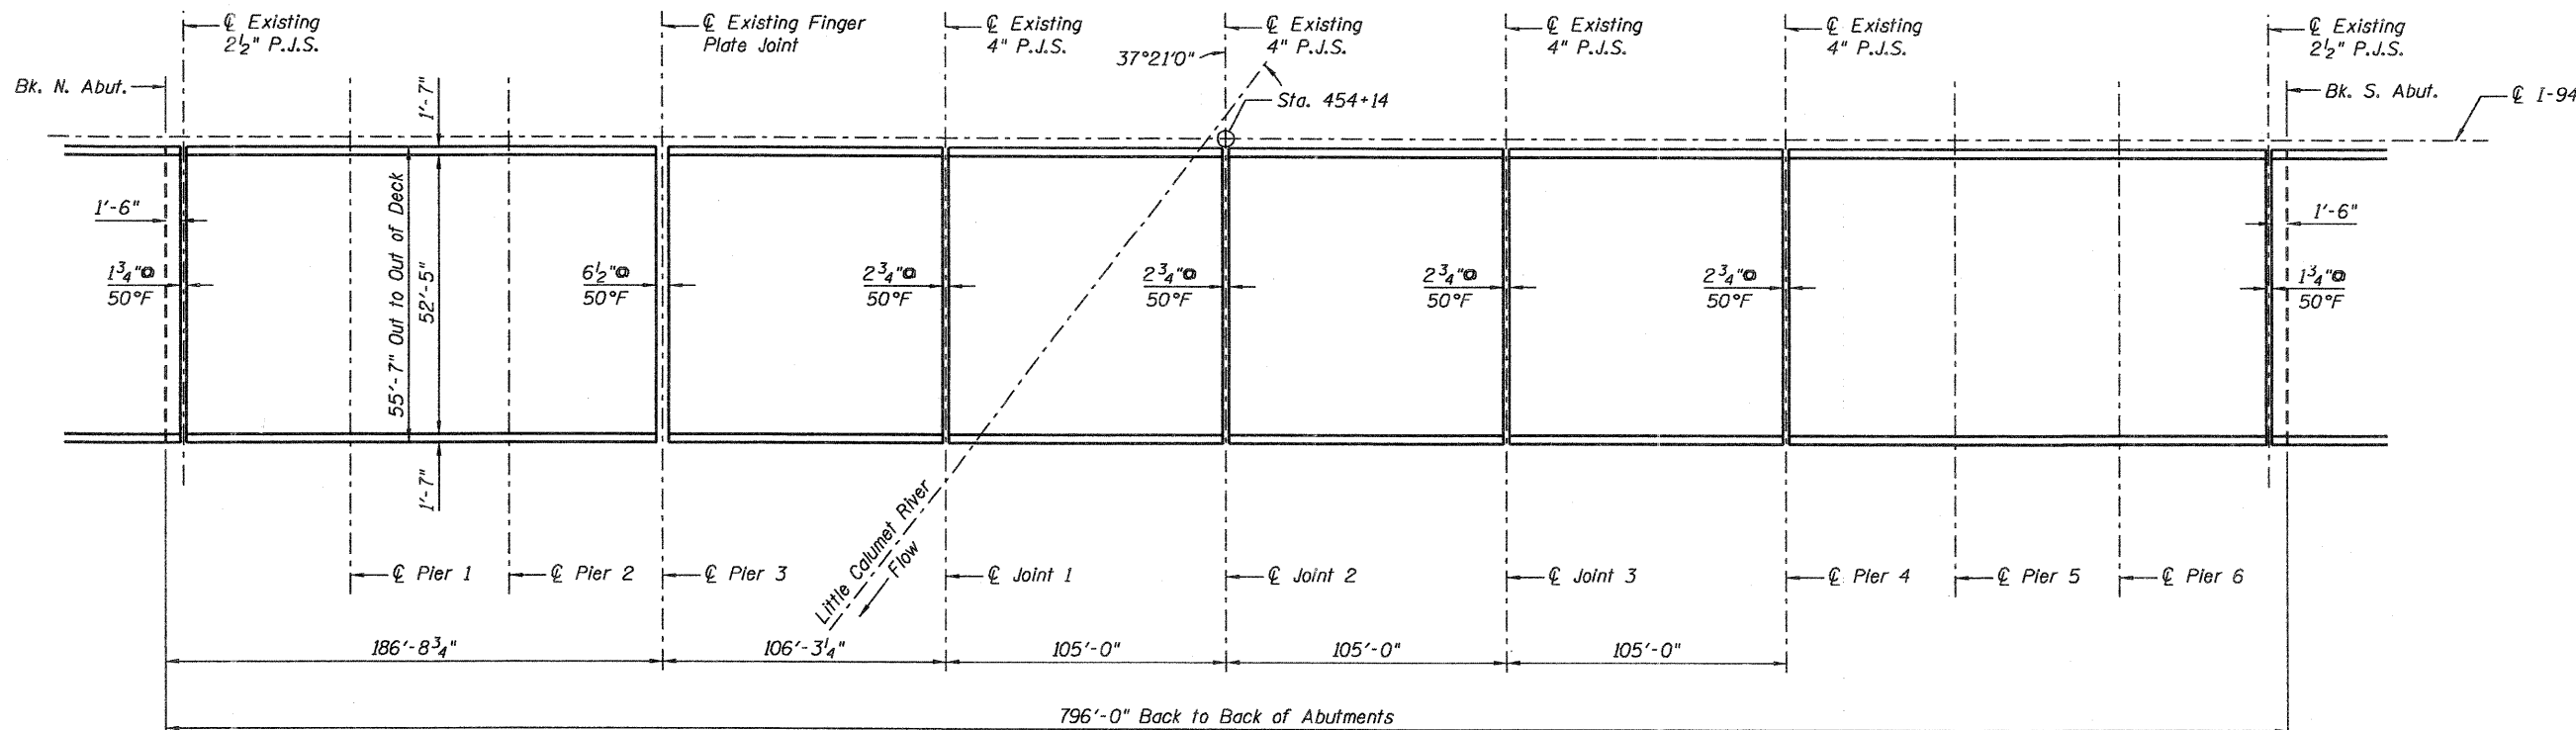 ℄ Existing
2½" P.J.S.
℄ Existing Finger
Plate Joint
℄ Existing
4" P.J.S.
℄ Existing
4" P.J.S.
℄ Existing
4" P.J.S.
℄ Existing
4" P.J.S.
℄ Existing
2½" P.J.S.
37°21'0"
Bk. N. Abut.
1'-7"
Sta. 454+14
Bk. S. Abut.
℄ I-94
1'-6"
55'-7" Out to Out of Deck
52'-5"
1'-6"
1¾"@
50°F
6½"@
50°F
2¾"@
50°F
2¾"@
50°F
2¾"@
50°F
2¾"@
50°F
1¾"@
50°F
1'-7"
Little Calumet River
Flow
℄ Pier 1
℄ Pier 2
℄ Pier 3
℄ Joint 1
℄ Joint 2
℄ Joint 3
℄ Pier 4
℄ Pier 5
℄ Pier 6
186'-8¾"
106'-3¼"
105'-0"
105'-0"
105'-0"
796'-0" Back to Back of Abutments